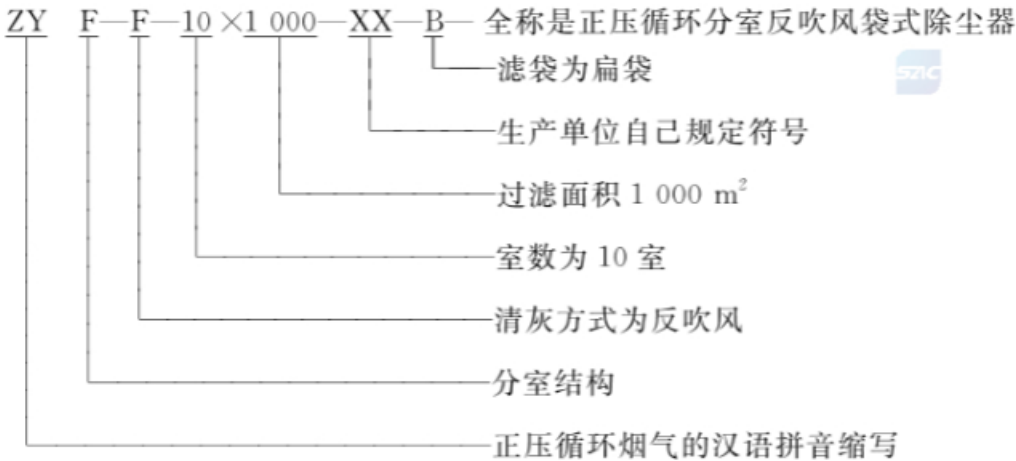 ZY F—F—10×1 000—XX—B— 全称是正压循环分室反吹风袋式除尘器
滤袋为扁袋
SZIC
生产单位自己规定符号
过滤面积 1 000 m²
室数为 10 室
清灰方式为反吹风
分室结构
正压循环烟气的汉语拼音缩写